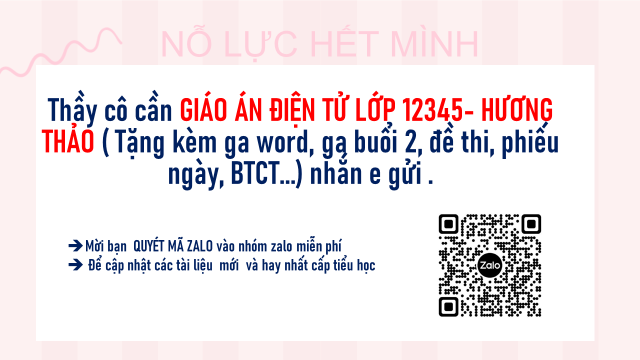 NỖ LỰC HẾT MÌNH
Thầy cô cần GIÁO ÁN ĐIỆN TỬ LỚP 12345- HƯƠNG
THẢO ( Tặng kèm ga word, ga buổi 2, đề thi, phiếu
ngày, BTCT...) nhắn e gửi .
➔Mời bạn QUYÉT MÃ ZALO vào nhóm zalo miễn phí
➔ Để cập nhật các tài liệu mới và hay nhất cấp tiểu học
Zalo